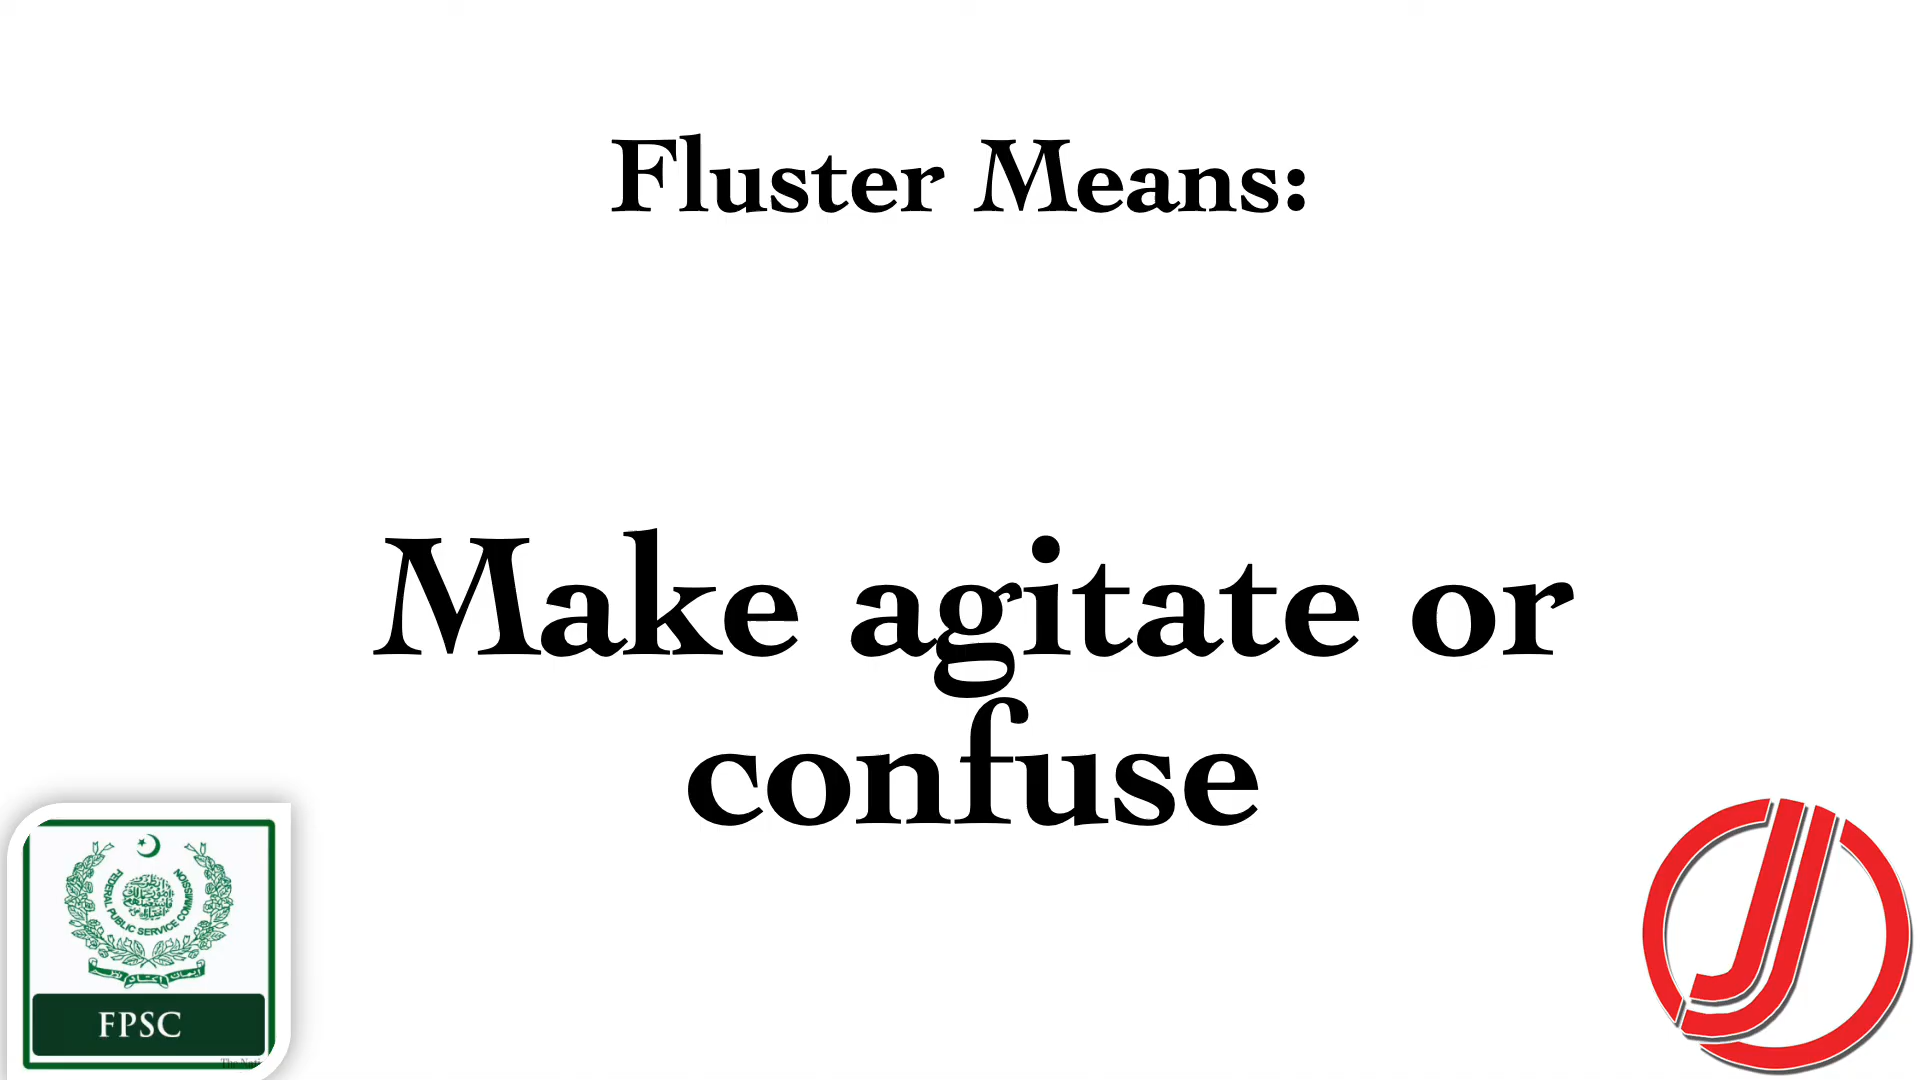 Fluster Means:
Make agitate or
confuse
FEDERAL PUBLIC SERVICE COMMISSION
FPSC